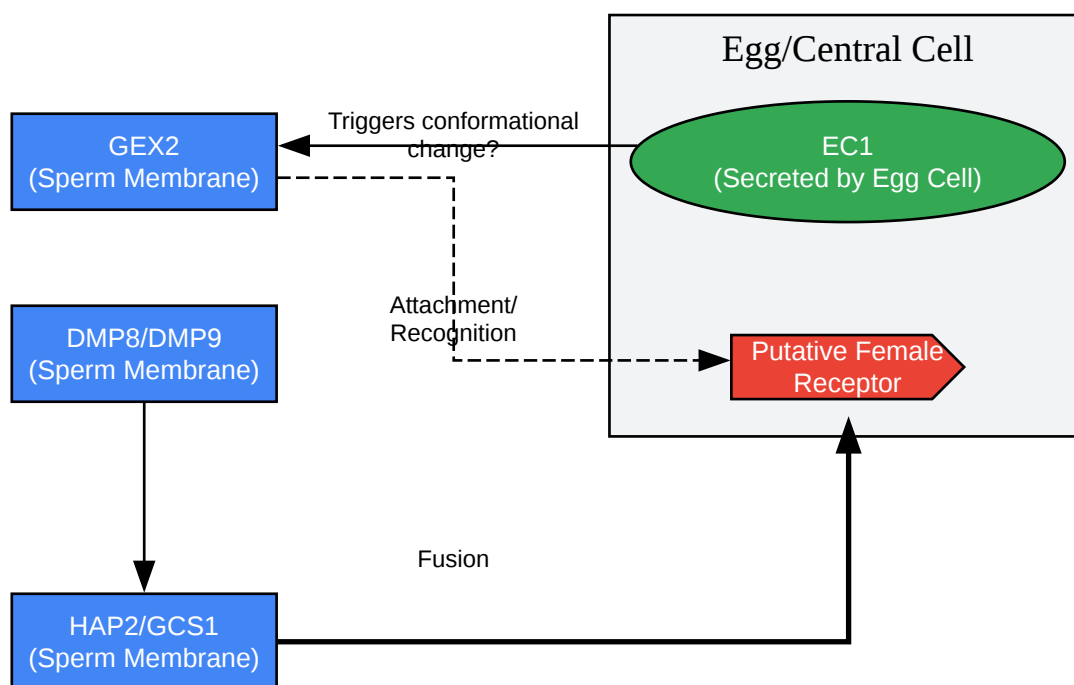 Egg/Central Cell
GEX2
(Sperm Membrane)
Triggers conformational
change?
EC1
(Secreted by Egg Cell)
DMP8/DMP9
(Sperm Membrane)
Attachment/
Recognition
Putative Female
Receptor
Fusion
HAP2/GCS1
(Sperm Membrane)